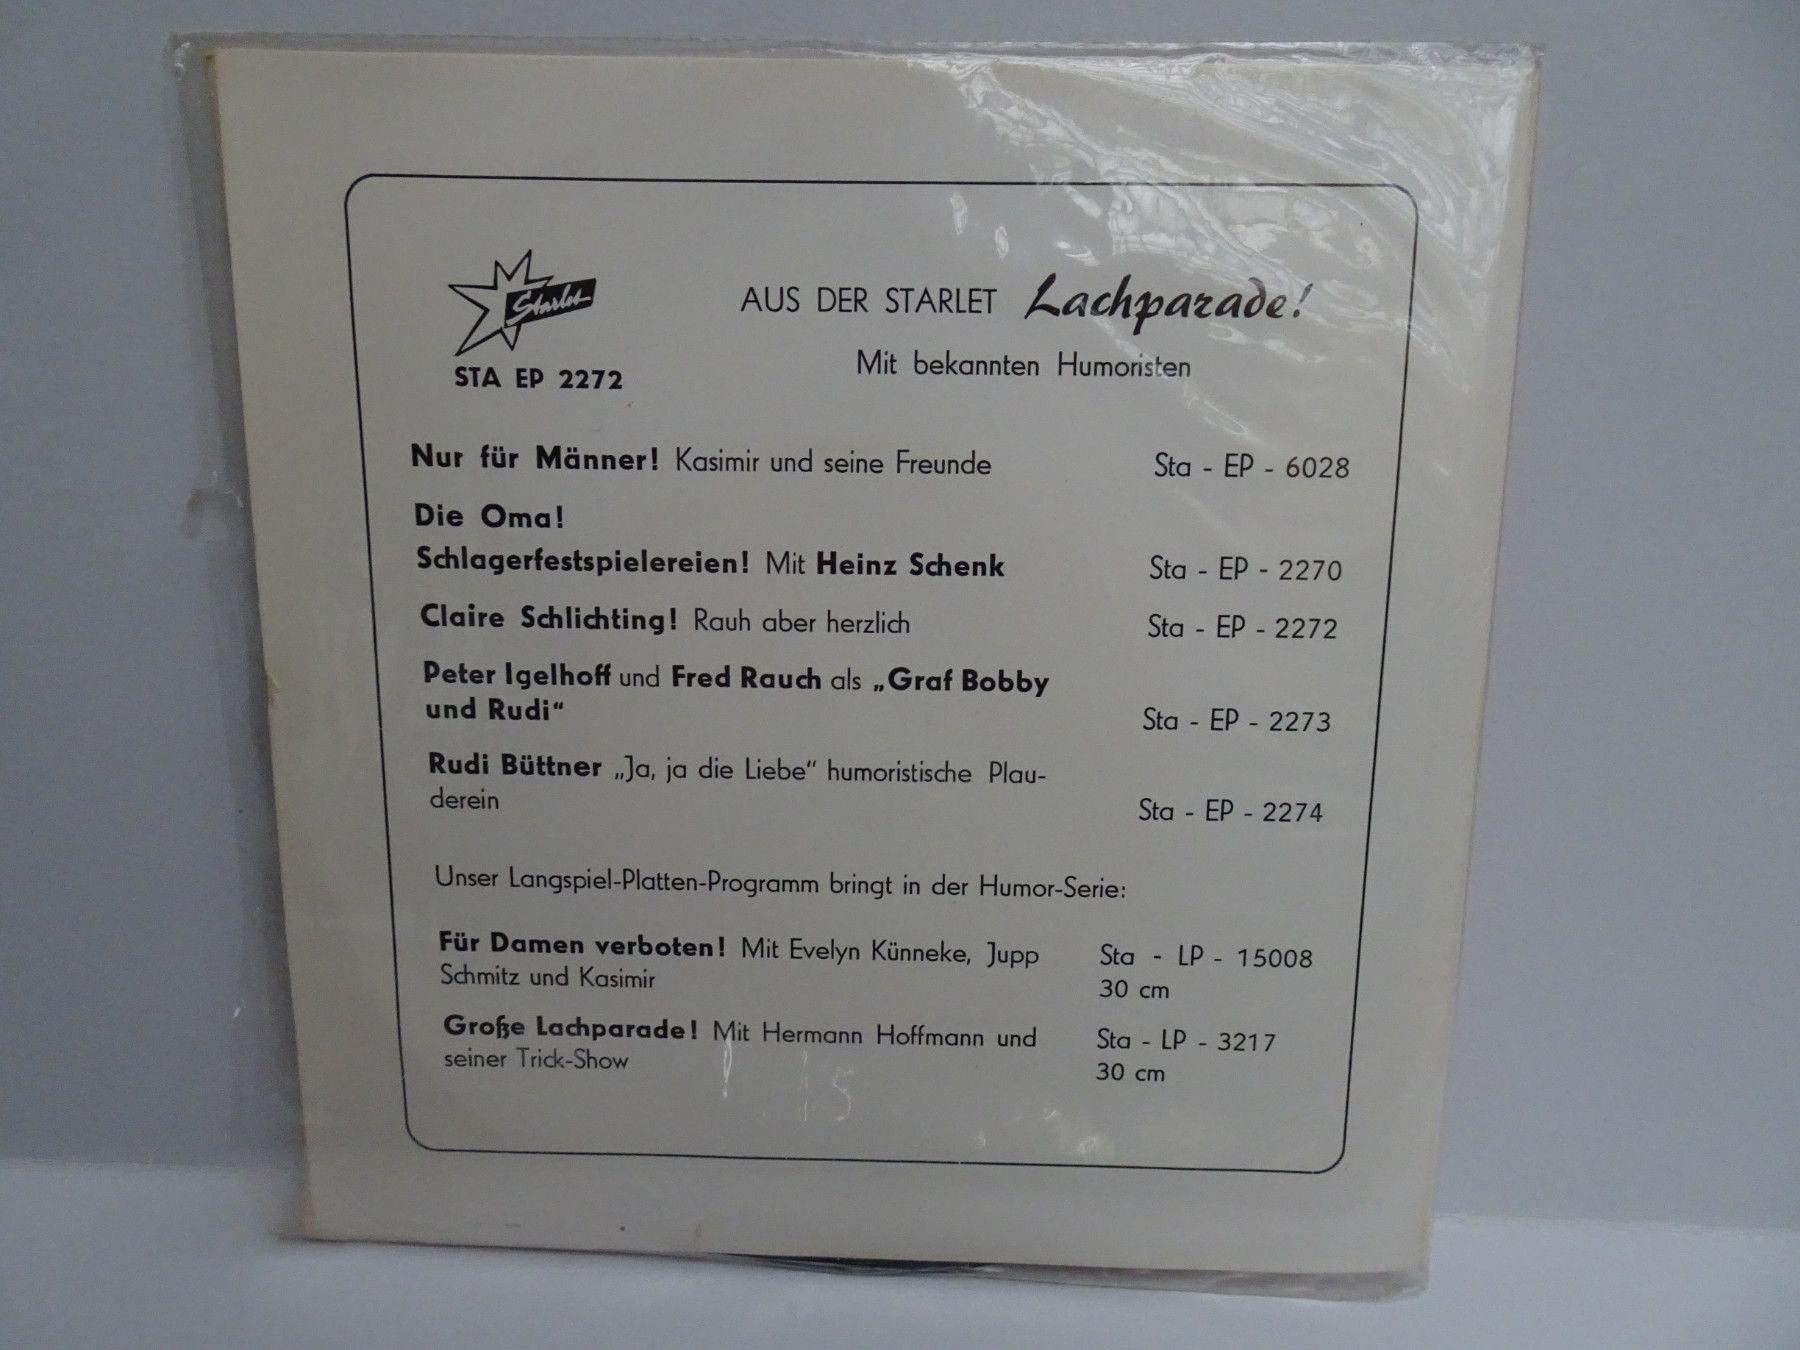 Starlet
STA EP 2272
AUS DER STARLET Lachparade!
Mit bekannten Humoristen
Nur für Männer! Kasimir und seine Freunde Sta - EP - 6028
Die Oma!
Schlagerfestspielereien! Mit Heinz Schenk Sta - EP - 2270
Claire Schlichting! Rauh aber herzlich Sta - EP - 2272
Peter Igelhoff und Fred Rauch als „Graf Bobby
und Rudi“ Sta - EP - 2273
Rudi Büttner „Ja, ja die Liebe“ humoristische Plau-
derein Sta - EP - 2274
Unser Langspiel-Platten-Programm bringt in der Humor-Serie:
Für Damen verboten! Mit Evelyn Künneke, Jupp Sta - LP - 15008
Schmitz und Kasimir 30 cm
Große Lachparade! Mit Hermann Hoffmann und Sta - LP - 3217
seiner Trick-Show 30 cm